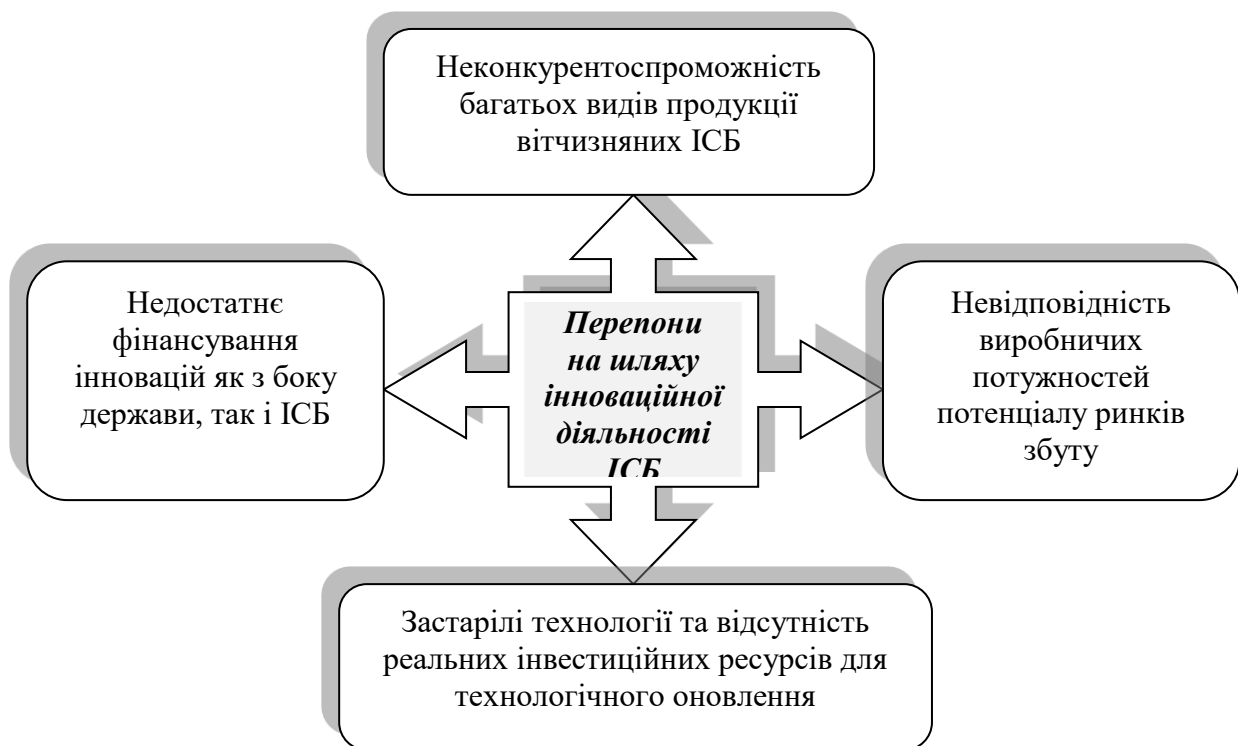 Неконкурентоспроможність
багатьох видів продукції
вітчизняних ІСБ
Недостатнє
фінансування
інновацій як з боку
держави, так і ІСБ
Перепони
на шляху
інноваційної
діяльності
ІСБ
Невідповідність
виробничих
потужностей
потенціалу ринків
збуту
Застарілі технології та відсутність
реальних інвестиційних ресурсів для
технологічного оновлення